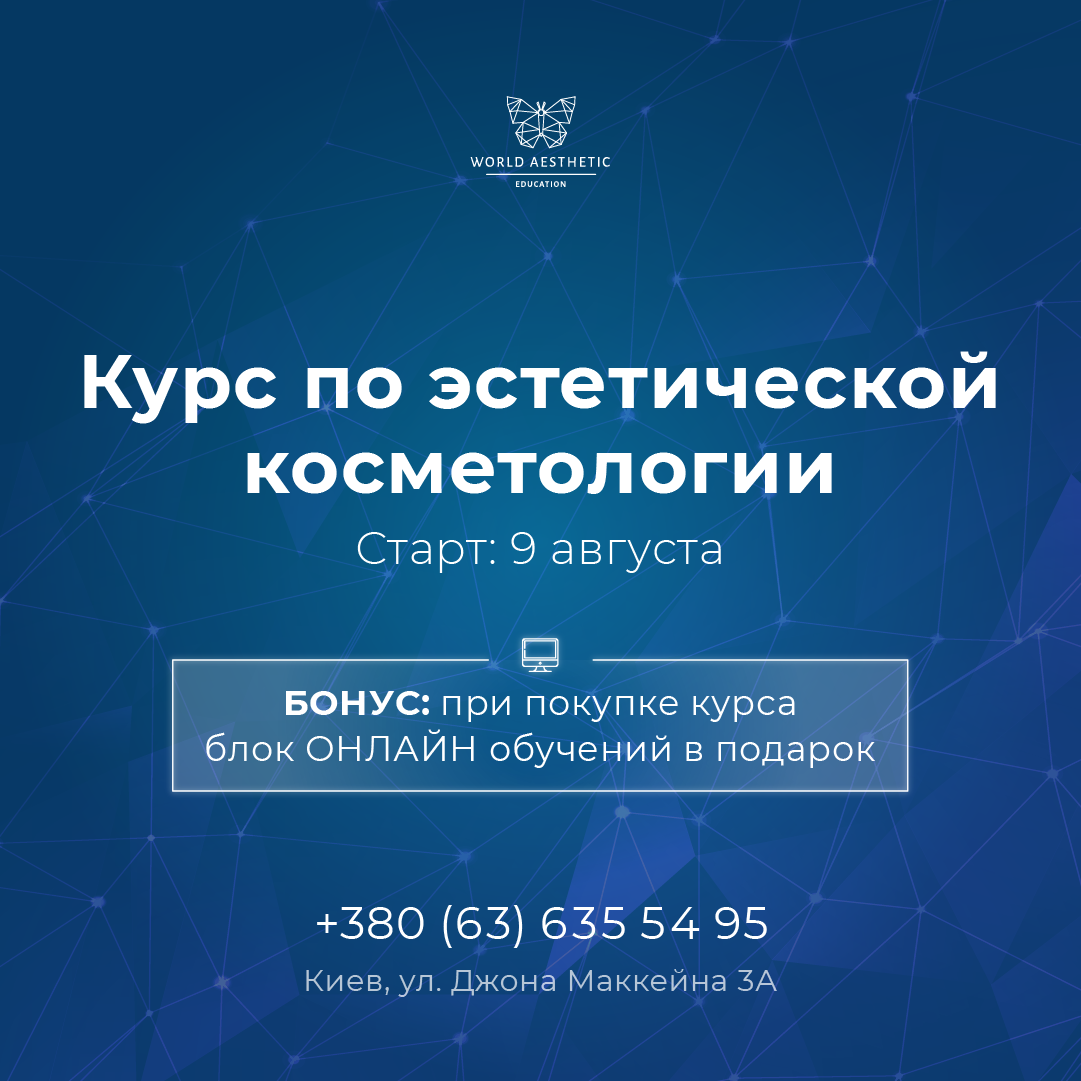 WORLD AESTHETIC
EDUCATION
Курс по эстетической
косметологии
Старт: 9 августа
БОНУС: при покупке курса
блок ОНЛАЙН обучений в подарок
+380 (63) 635 54 95
Киев, ул. Джона Маккейна 3А